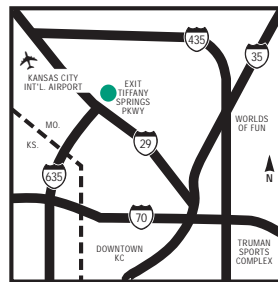 435
35
KANSAS CITY
INT'L. AIRPORT
EXIT
TIFFANY
SPRINGS
PKWY
MO.
KS.
29
WORLDS
OF FUN
635
N
70
DOWNTOWN
KC
TRUMAN
SPORTS
COMPLEX